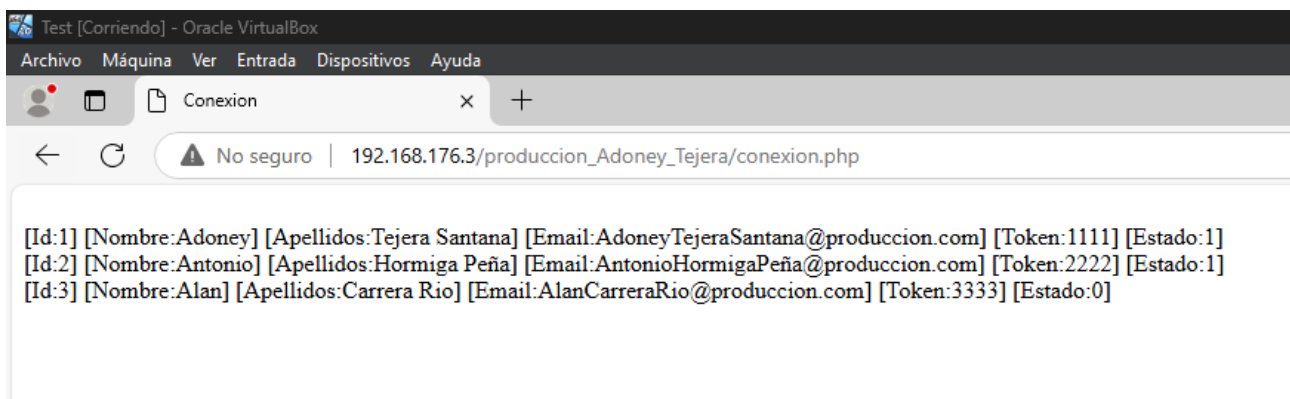 Test [Corriendo] - Oracle VirtualBox
Archivo Máquina Ver Entrada Dispositivos Ayuda
Conexion
No seguro 192.168.176.3/produccion_Adoney_Tejera/conexion.php
[Id:1] [Nombre:Adoney] [Apellidos:Tejera Santana] [Email:AdoneyTejeraSantana@produccion.com] [Token:1111] [Estado:1]
[Id:2] [Nombre:Antonio] [Apellidos:Hormiga Peña] [Email:AntonioHormigaPeña@produccion.com] [Token:2222] [Estado:1]
[Id:3] [Nombre:Alan] [Apellidos:Carrera Rio] [Email:AlanCarreraRio@produccion.com] [Token:3333] [Estado:0]